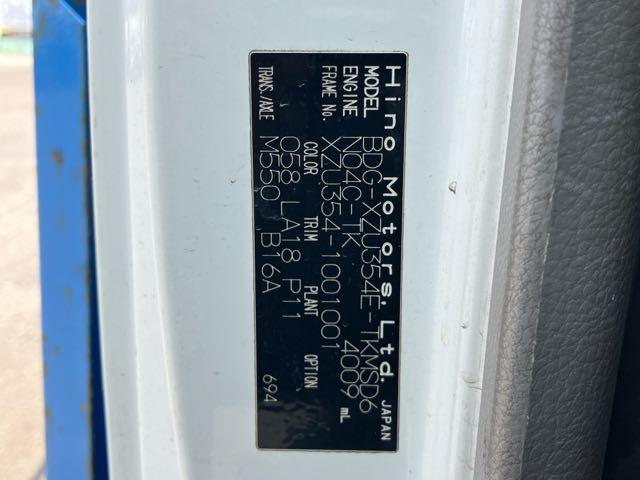 Hino Motors, Ltd. JAPAN
MODEL BDG-XZU354E-TKMSD6
ENGINE N04C-TK 4009 mL
FRAME No. XZU354-1001001
COLOR TRIM PLANT OPTION
058 LA18 P11
TRANS./AXLE M550 B16A 694